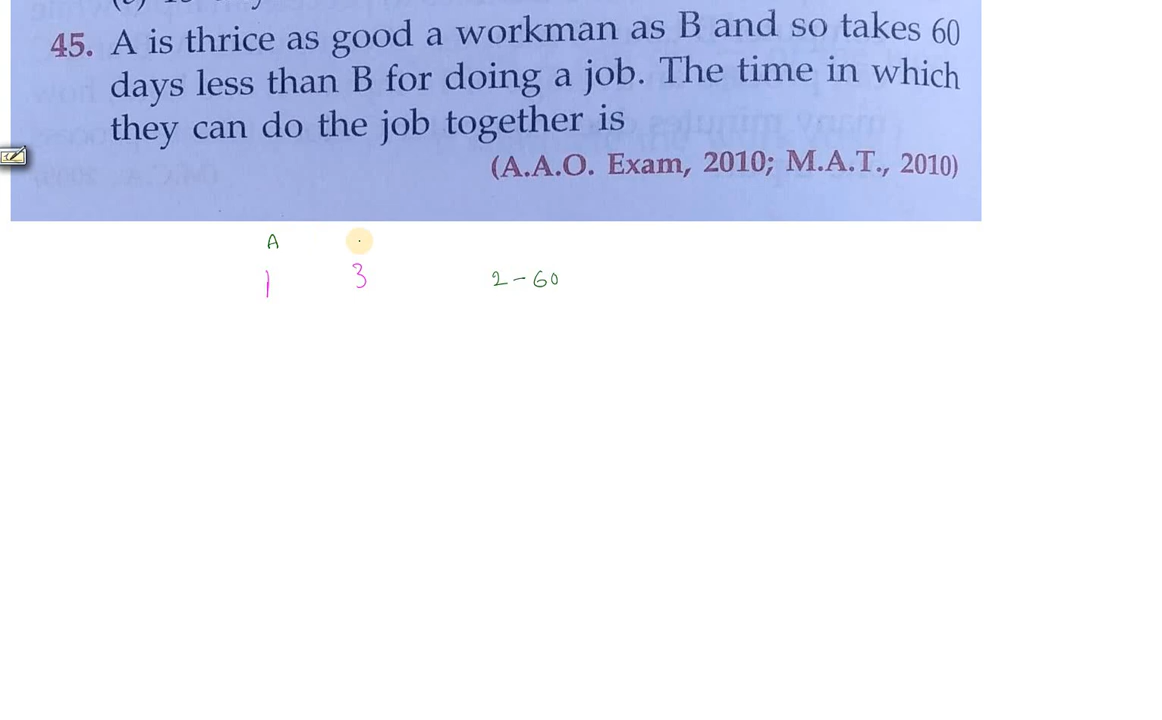 45. A is thrice as good a workman as B and so takes 60
days less than B for doing a job. The time in which
they can do the job together is
(A.A.O. Exam, 2010; M.A.T., 2010)
A
1 3 2 - 60